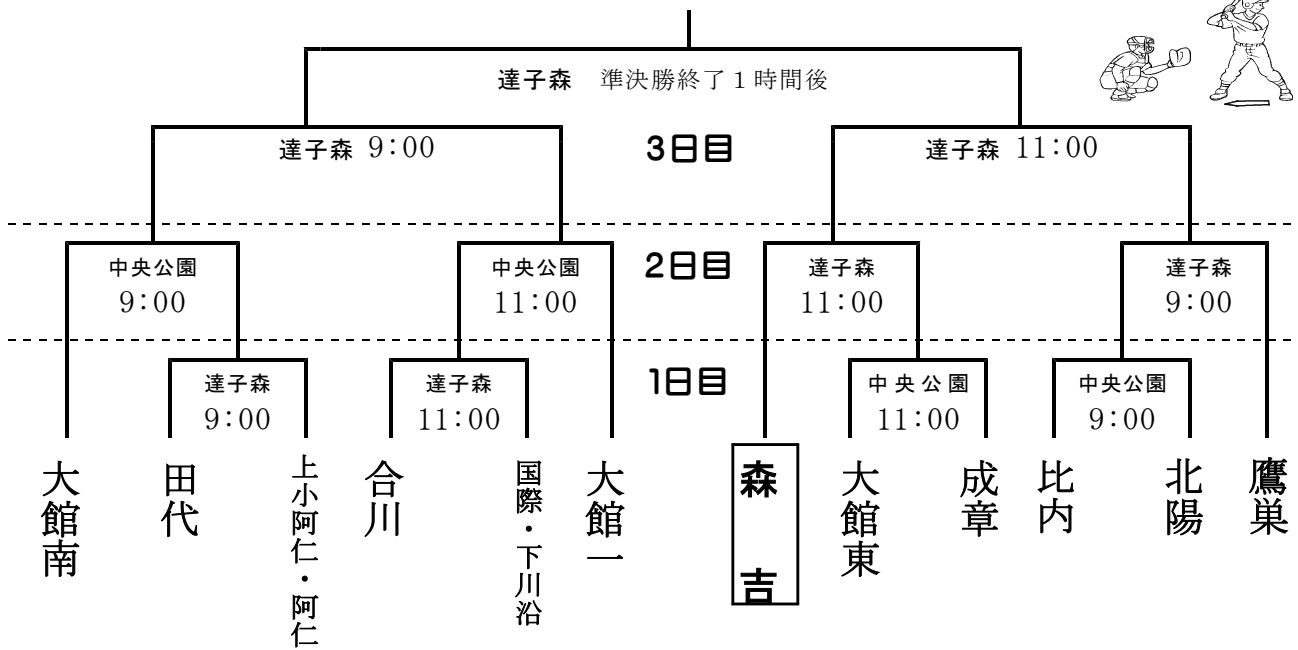 達子森 準決勝終了1時間後
達子森 9:00
3日目
達子森 11:00
中央公園
9:00
中央公園
11:00
2日目
達子森
11:00
達子森
9:00
達子森
9:00
達子森
11:00
1日目
中央公園
11:00
中央公園
9:00
大館南
田代
上小阿仁・阿仁
合川
国際・下川沿
大館一
森吉
大館東
成章
比内
北陽
鷹巣